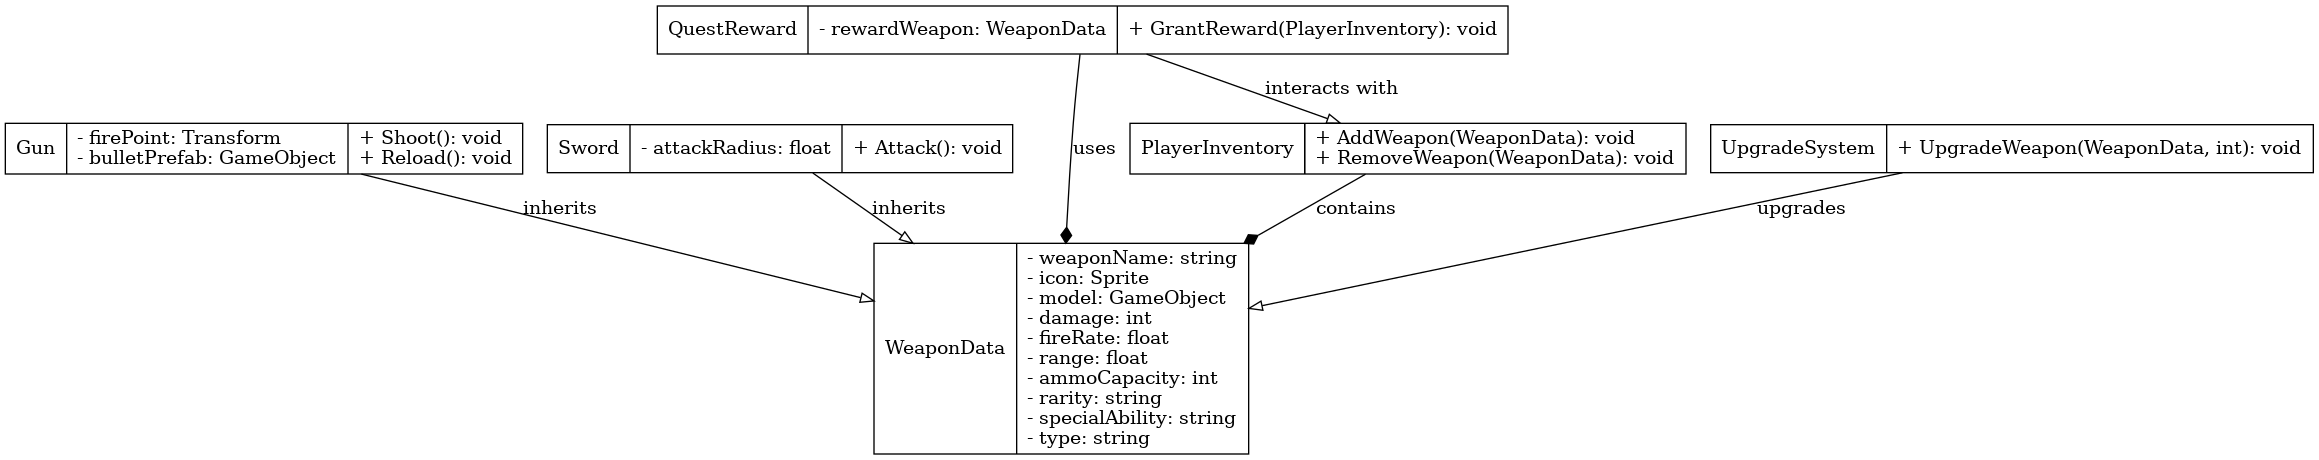 QuestReward
- rewardWeapon: WeaponData
+ GrantReward(PlayerInventory): void
interacts with
Gun
- firePoint: Transform
- bulletPrefab: GameObject
+ Shoot(): void
+ Reload(): void
Sword
- attackRadius: float
+ Attack(): void
uses
PlayerInventory
+ AddWeapon(WeaponData): void
+ RemoveWeapon(WeaponData): void
UpgradeSystem
+ UpgradeWeapon(WeaponData, int): void
inherits
inherits
contains
upgrades
WeaponData
- weaponName: string
- icon: Sprite
- model: GameObject
- damage: int
- fireRate: float
- range: float
- ammoCapacity: int
- rarity: string
- specialAbility: string
- type: string